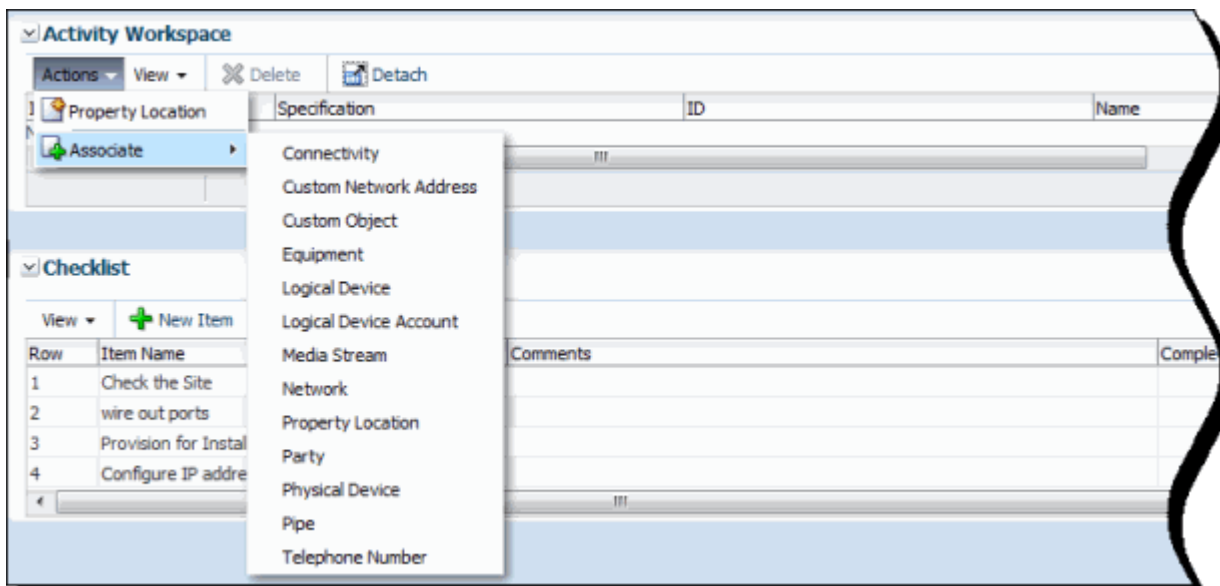 Activity Workspace
Actions View Delete Detach
Property Location Specification ID Name
Associate
Connectivity
Custom Network Address
Custom Object
Equipment
Logical Device
Logical Device Account
Media Stream
Network
Property Location
Party
Physical Device
Pipe
Telephone Number
Checklist
View New Item
Row Item Name Comments Comple
1 Check the Site
2 wire out ports
3 Provision for Instal
4 Configure IP addre